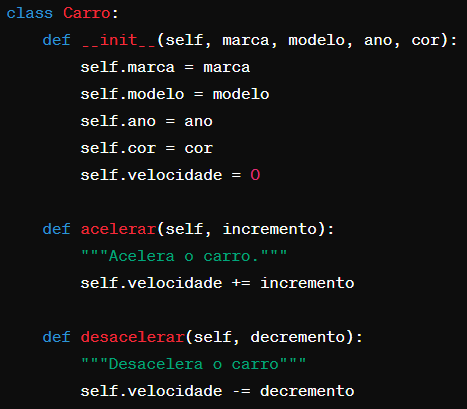 class Carro:
    def __init__(self, marca, modelo, ano, cor):
        self.marca = marca
        self.modelo = modelo
        self.ano = ano
        self.cor = cor
        self.velocidade = 0

    def acelerar(self, incremento):
        """Acelera o carro."""
        self.velocidade += incremento

    def desacelerar(self, decremento):
        """Desacelera o carro"""
        self.velocidade -= decremento